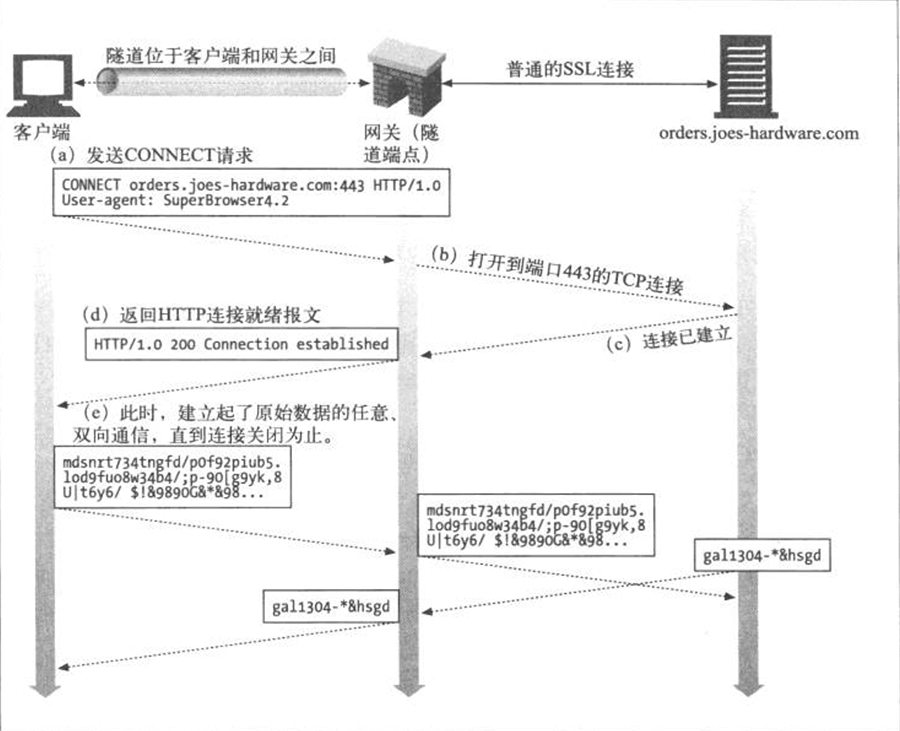 隧道位于客户端和网关之间
普通的SSL连接
客户端
网关（隧
道端点）
orders.joes-hardware.com
（a）发送CONNECT请求
CONNECT orders.joes-hardware.com:443 HTTP/1.0
User-agent: SuperBrowser4.2
（b）打开到端口443的TCP连接
（c）连接已建立
（d）返回HTTP连接就绪报文
HTTP/1.0 200 Connection established
（e）此时，建立起了原始数据的任意、
双向通信，直到连接关闭为止。
mdsnrt734tngfd/p0f92piub5.
lod9fuo8w34b4/;p-90[g9yk,8
U|t6y6/ $!&989OG&*&98...
mdsnrt734tngfd/p0f92piub5.
lod9fuo8w34b4/;p-90[g9yk,8
U|t6y6/ $!&989OG&*&98...
gal1304-*&hsgd
gal1304-*&hsgd